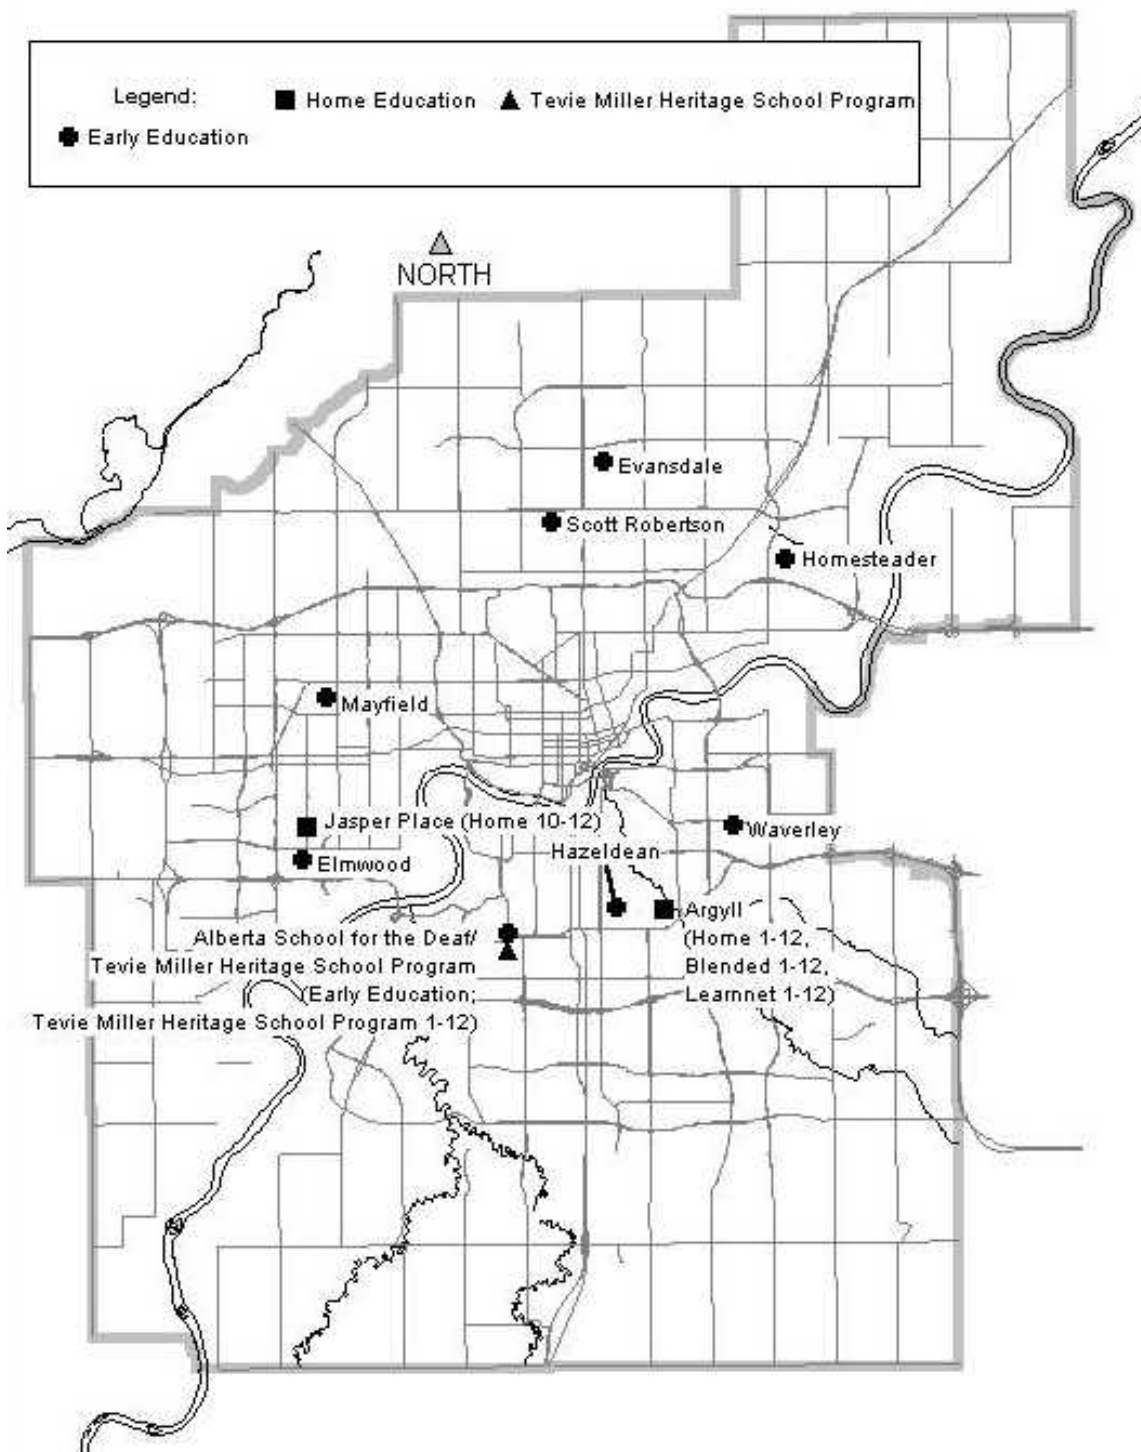 Legend:
Home Education
Tevie Miller Heritage School Program
Early Education
NORTH
Evansdale
Scott Robertson
Homesteader
Mayfield
Jasper Place (Home 10-12)
Waverley
Hazeldean
Elmwood
Argyll
(Home 1-12,
Blended 1-12,
Learnnet 1-12)
Alberta School for the Deaf/
Tevie Miller Heritage School Program
(Early Education;
Tevie Miller Heritage School Program 1-12)